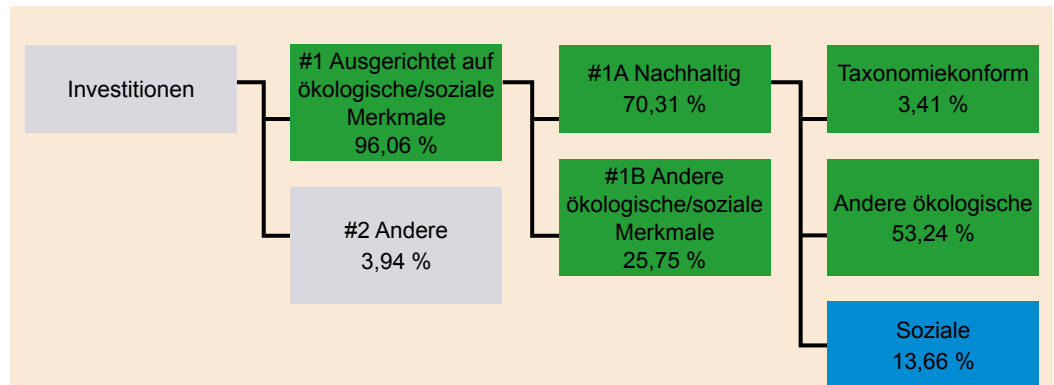 Investitionen
#1 Ausgerichtet auf
ökologische/soziale
Merkmale
96,06 %
#2 Andere
3,94 %
#1A Nachhaltig
70,31 %
#1B Andere
ökologische/soziale
Merkmale
25,75 %
Taxonomiekonform
3,41 %
Andere ökologische
53,24 %
Soziale
13,66 %